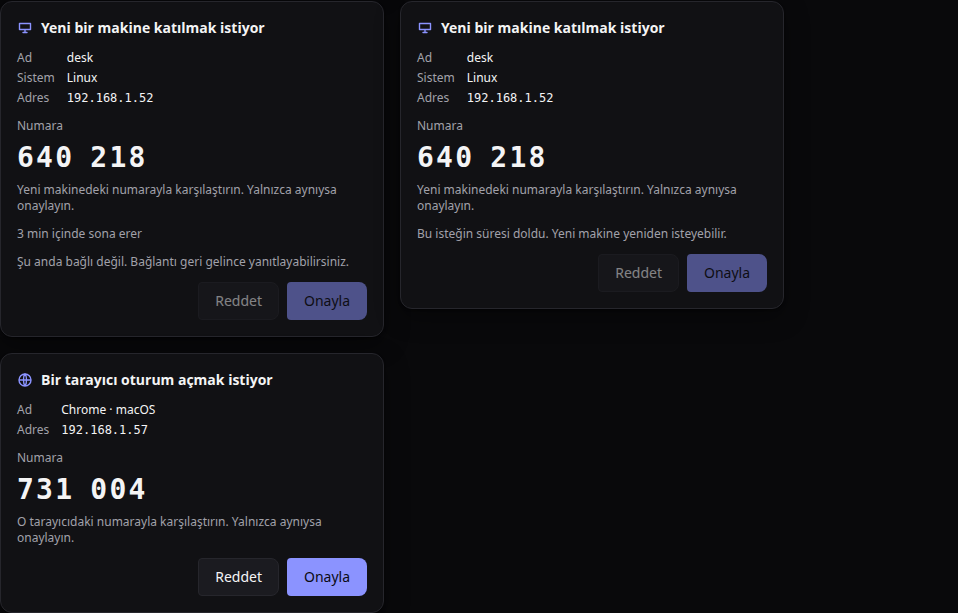 Yeni bir makine katılmak istiyor
Ad desk
Sistem Linux
Adres 192.168.1.52
Numara
640 218
Yeni makinedeki numarayla karşılaştırın. Yalnızca aynıysa
onaylayın.
3 min içinde sona erer
Şu anda bağlı değil. Bağlantı geri gelince yanıtlayabilirsiniz.
Reddet Onayla
Yeni bir makine katılmak istiyor
Ad desk
Sistem Linux
Adres 192.168.1.52
Numara
640 218
Yeni makinedeki numarayla karşılaştırın. Yalnızca aynıysa
onaylayın.
Bu isteğin süresi doldu. Yeni makine yeniden isteyebilir.
Reddet Onayla
Bir tarayıcı oturum açmak istiyor
Ad Chrome · macOS
Adres 192.168.1.57
Numara
731 004
O tarayıcıdaki numarayla karşılaştırın. Yalnızca aynıysa
onaylayın.
Reddet Onayla